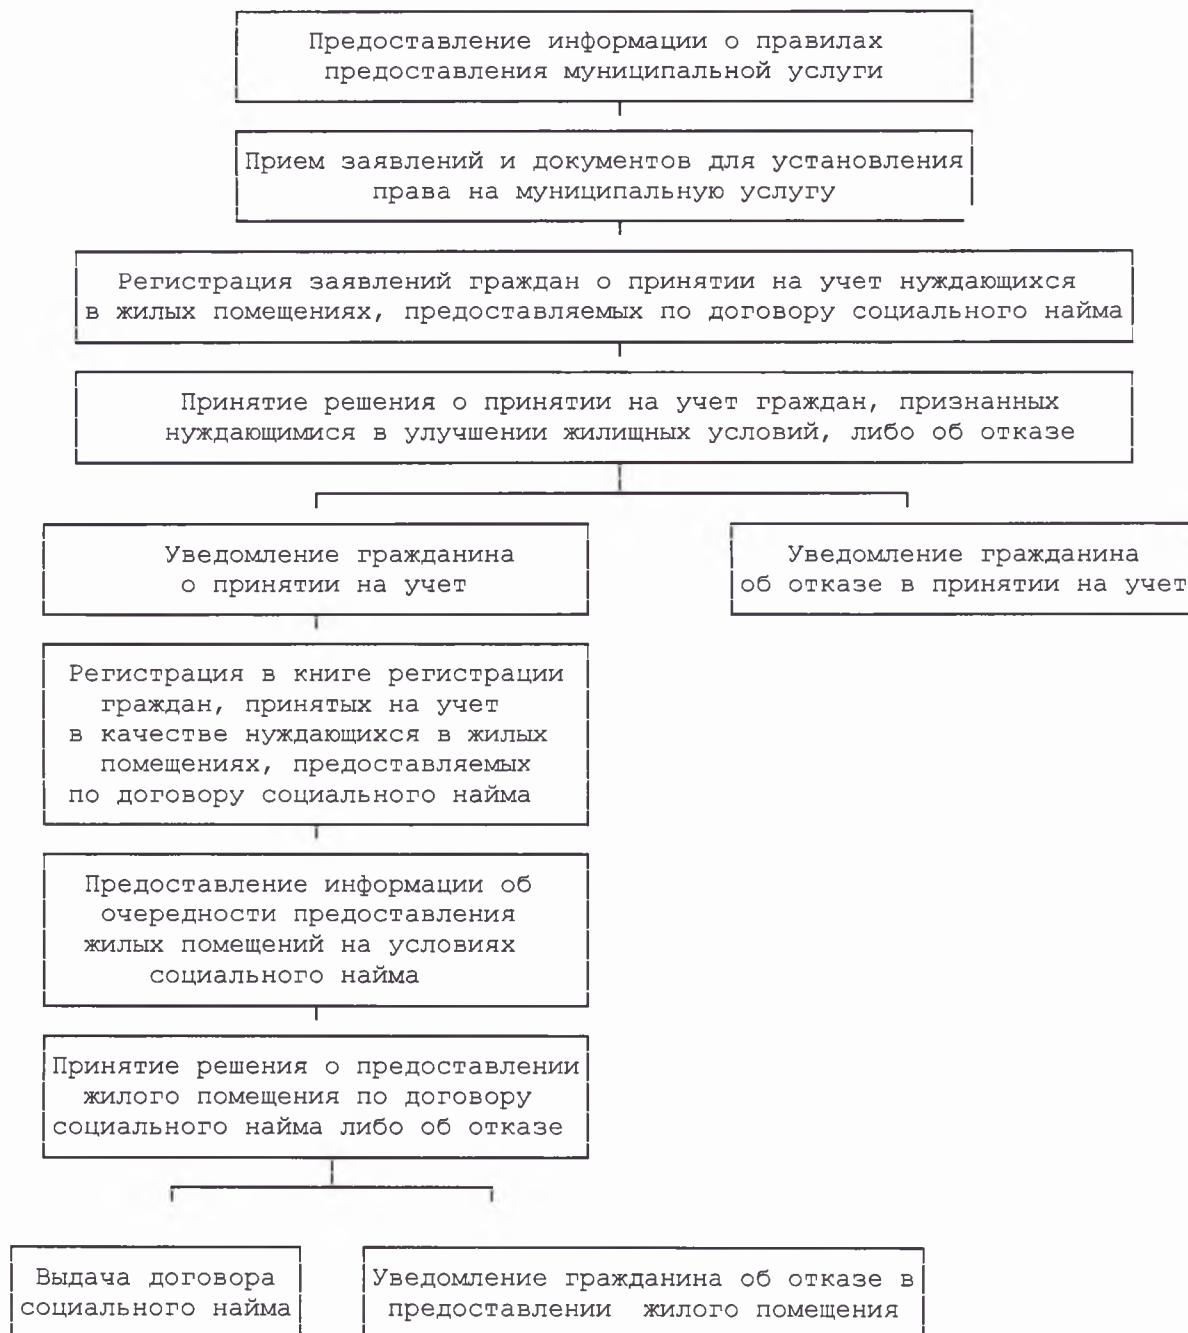 Предоставление информации о правилах
предоставления муниципальной услуги
Прием заявлений и документов для установления
права на муниципальную услугу
Регистрация заявлений граждан о принятии на учет нуждающихся
в жилых помещениях, предоставляемых по договору социального найма
Принятие решения о принятии на учет граждан, признанных
нуждающимися в улучшении жилищных условий, либо об отказе
Уведомление гражданина
о принятии на учет
Уведомление гражданина
об отказе в принятии на учет
Регистрация в книге регистрации
граждан, принятых на учет
в качестве нуждающихся в жилых
помещениях, предоставляемых
по договору социального найма
Предоставление информации об
очередности предоставления
жилых помещений на условиях
социального найма
Принятие решения о предоставлении
жилого помещения по договору
социального найма либо об отказе
Выдача договора
социального найма
Уведомление гражданина об отказе в
предоставлении жилого помещения